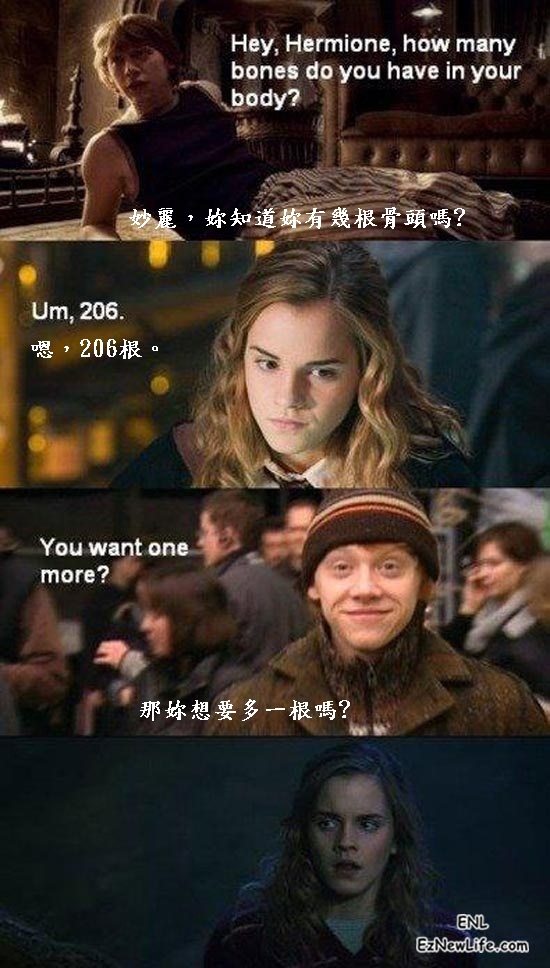 Hey, Hermione, how many
bones do you have in your
body?
妙麗，妳知道妳有幾根骨頭嗎?
Um, 206.
嗯，206根。
You want one
more?
那妳想要多一根嗎?
ENL
EzNewLife.com